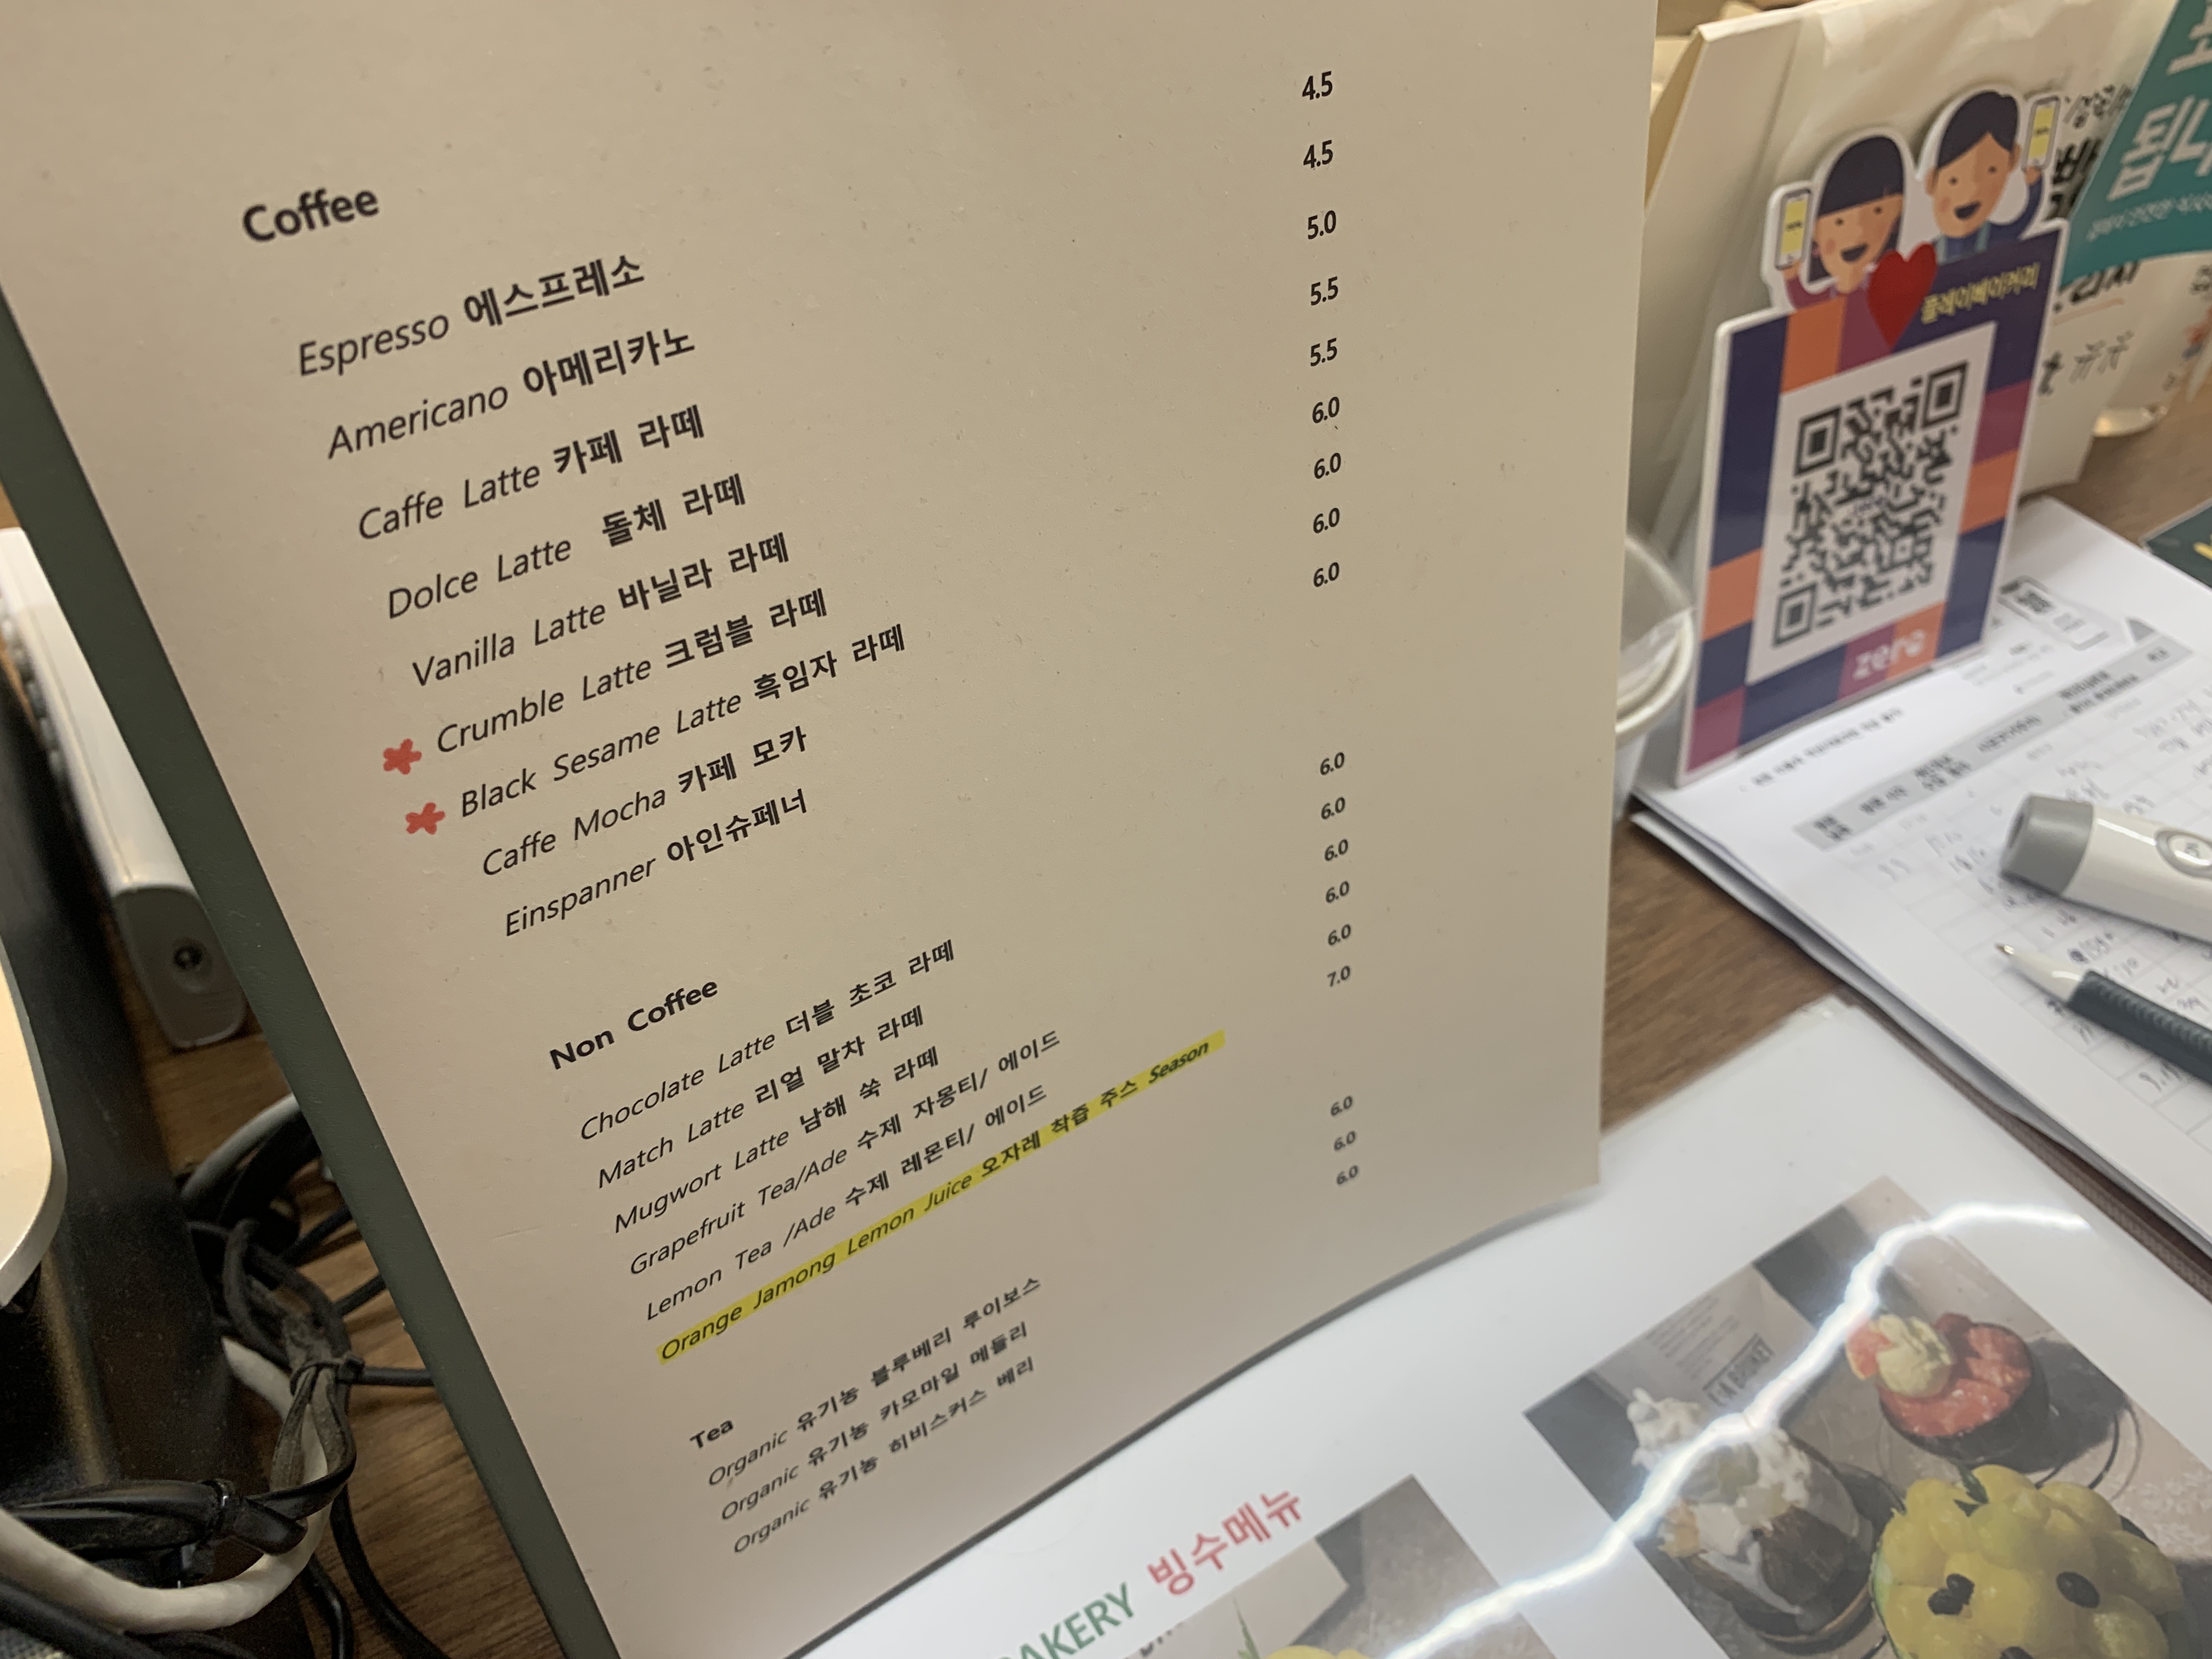 Coffee
Espresso 에스프레소 4.5
Americano 아메리카노 4.5
Caffe Latte 카페 라떼 5.0
Dolce Latte 돌체 라떼 5.5
Vanilla Latte 바닐라 라떼 5.5
Crumble Latte 크럼블 라떼 6.0
Black Sesame Latte 흑임자 라떼 6.0
Caffe Mocha 카페 모카 6.0
Einspanner 아인슈페너 6.0
Non Coffee
Chocolate Latte 더블 초코 라떼 6.0
Match Latte 리얼 말차 라떼 6.0
Mugwort Latte 남해 쑥 라떼 6.0
Grapefruit Tea/Ade 수제 자몽티/ 에이드 6.0
Lemon Tea /Ade 수제 레몬티/ 에이드 6.0
Orange Jamong Lemon Juice 오자레 착즙 주스 Season 7.0
Tea
Organic 유기농 블루베리 루이보스 6.0
Organic 유기농 카모마일 메들리 6.0
Organic 유기농 히비스커스 베리 6.0
플레이베이커리
zero
BAKERY 빙수메뉴